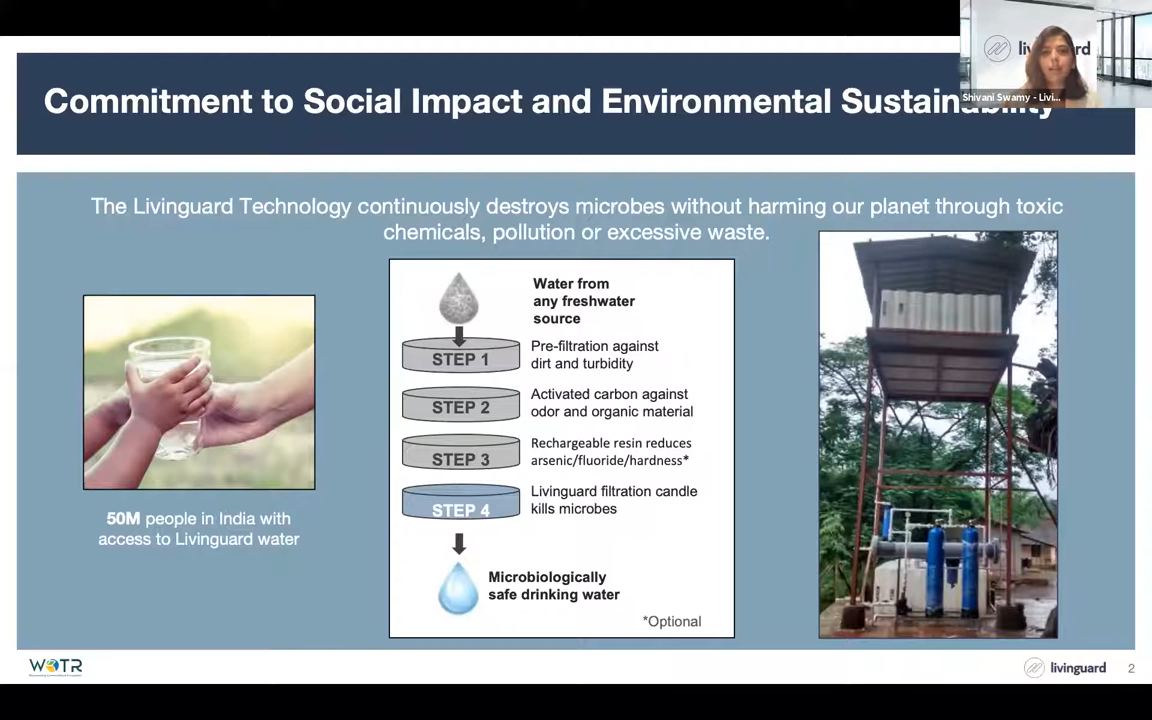 livinguard
Shivani Swamy - Livi...
Commitment to Social Impact and Environmental Sustainability
The Livinguard Technology continuously destroys microbes without harming our planet through toxic
chemicals, pollution or excessive waste.
50M people in India with
access to Livinguard water
Water from
any freshwater
source
STEP 1
Pre-filtration against
dirt and turbidity
STEP 2
Activated carbon against
odor and organic material
STEP 3
Rechargeable resin reduces
arsenic/fluoride/hardness*
STEP 4
Livinguard filtration candle
kills microbes
Microbiologically
safe drinking water
*Optional
WOTR
livinguard
2